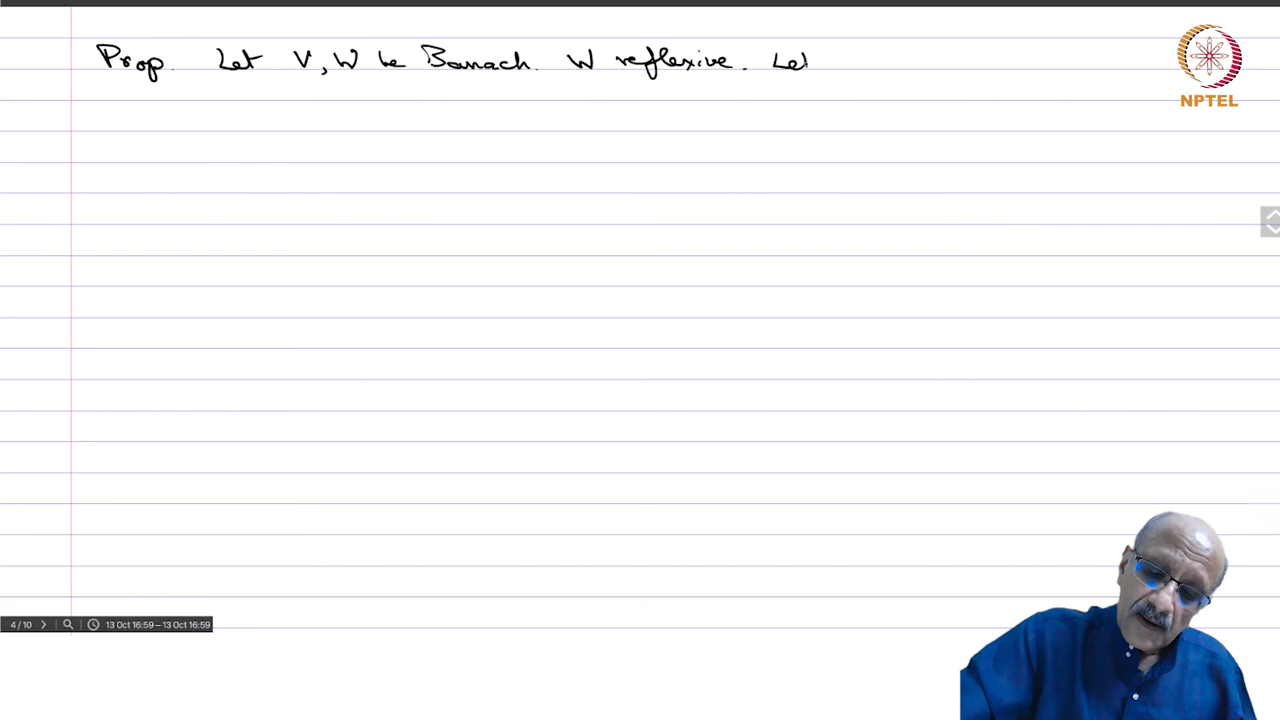 Prop. Let V, W be Banach. W reflexive. Let
NPTEL
4/10 13 Oct 16:59 – 13 Oct 16:59